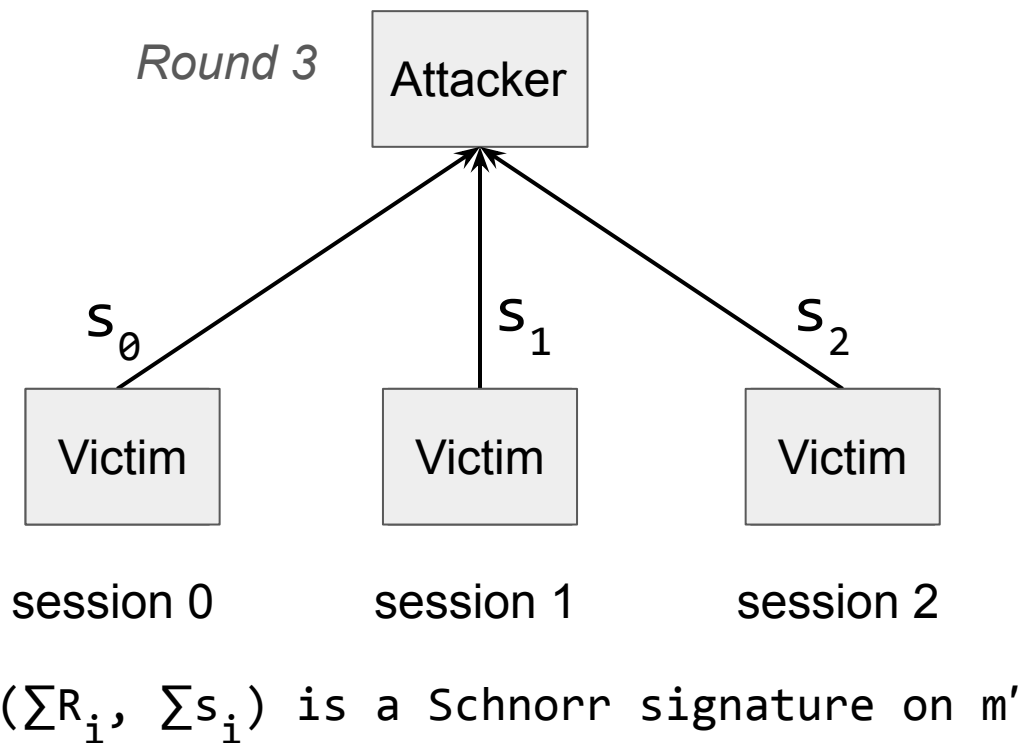 Round 3
Attacker
s₀ s₁ s₂
Victim Victim Victim
session 0 session 1 session 2
(∑Rᵢ, ∑sᵢ) is a Schnorr signature on m'